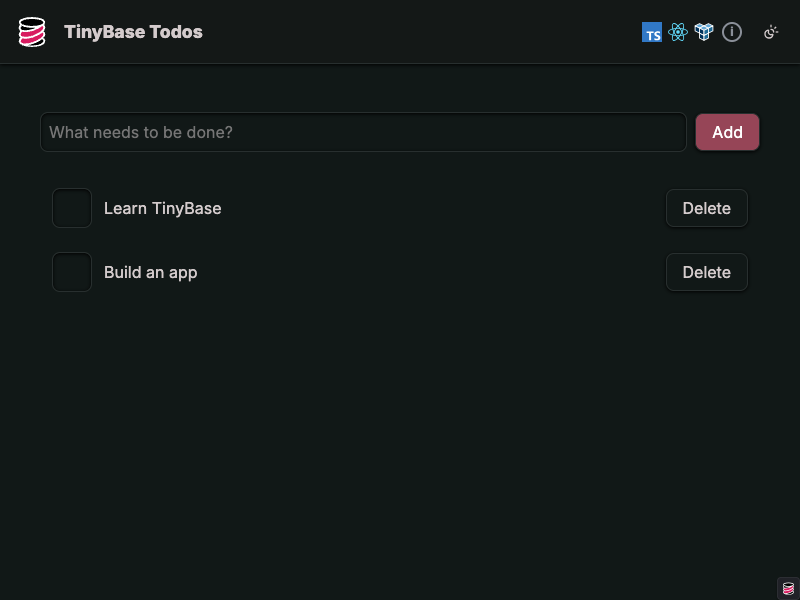 TinyBase Todos
TS
What needs to be done?
Add
Learn TinyBase
Delete
Build an app
Delete